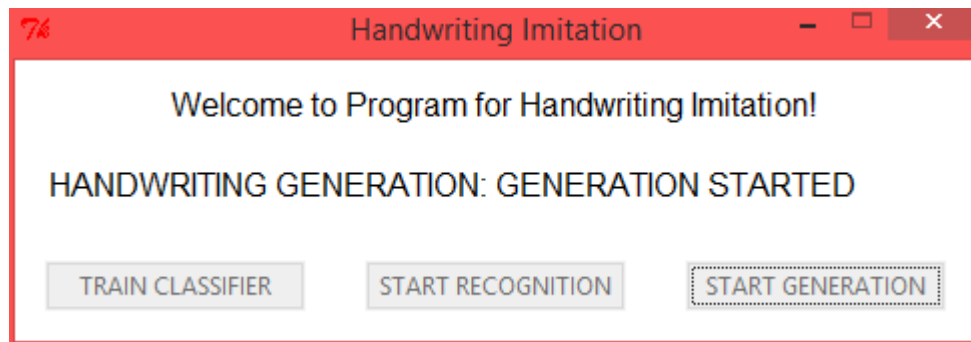 Handwriting Imitation
Welcome to Program for Handwriting Imitation!
HANDWRITING GENERATION: GENERATION STARTED
TRAIN CLASSIFIER START RECOGNITION START GENERATION